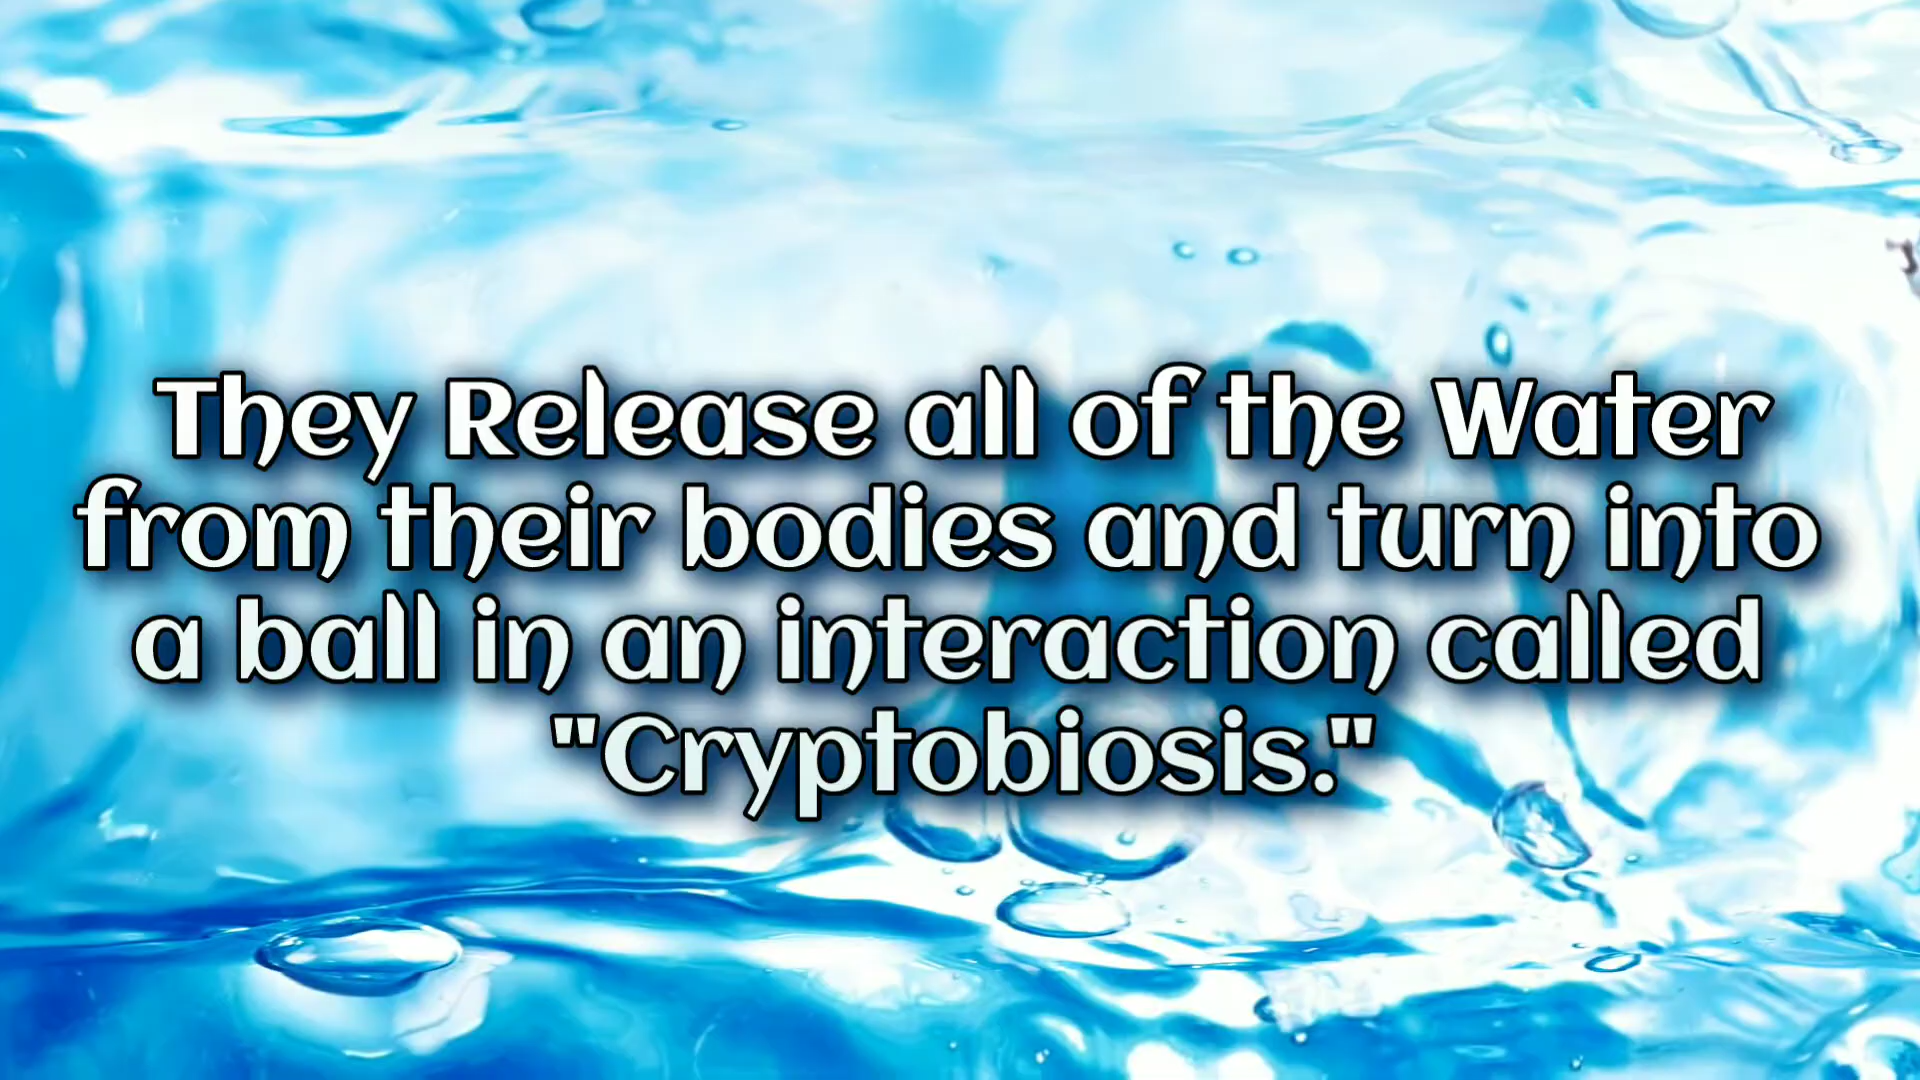 They Release all of the Water
from their bodies and turn into
a ball in an interaction called
"Cryptobiosis."